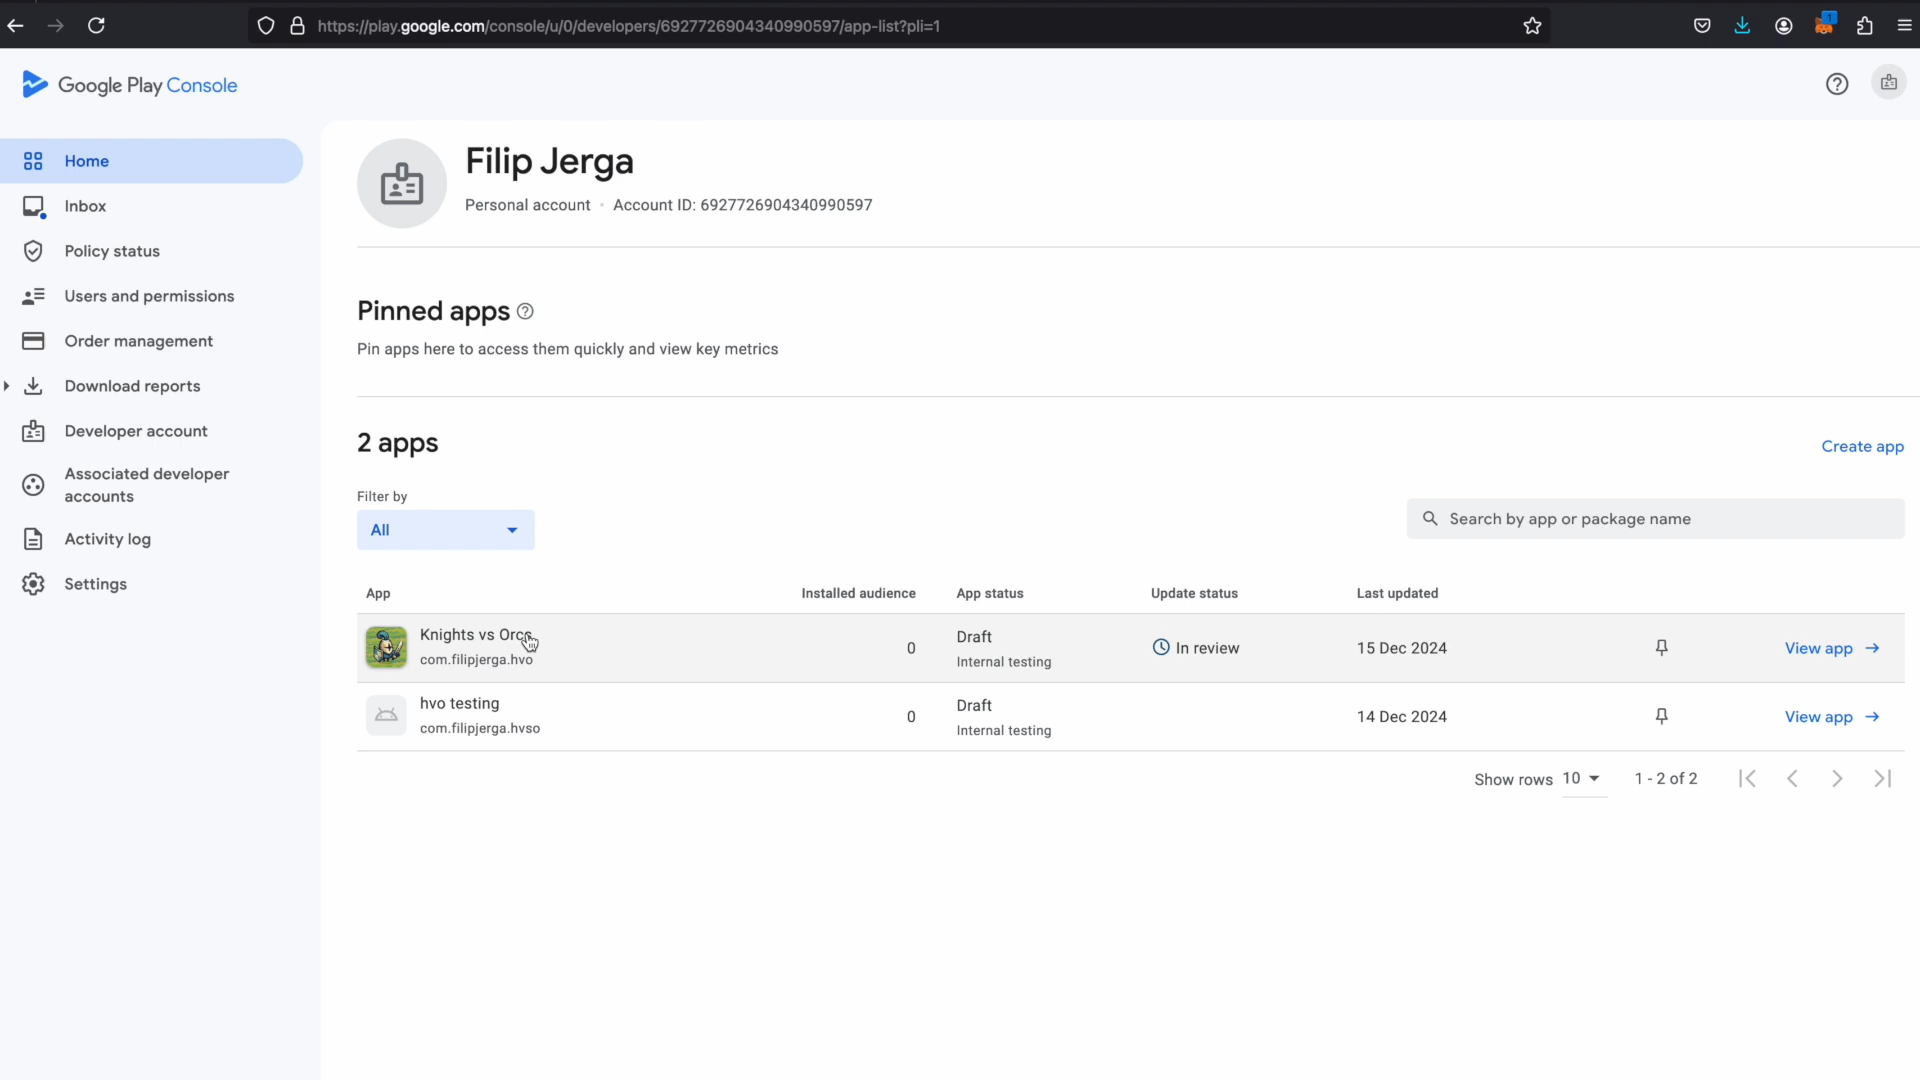 https://play.google.com/console/u/0/developers/6927726904340990597/app-list?pli=1
1
Google Play Console
Home
Inbox
Policy status
Users and permissions
Order management
Download reports
Developer account
Associated developer
accounts
Activity log
Settings
Filip Jerga
Personal account · Account ID: 6927726904340990597
Pinned apps
Pin apps here to access them quickly and view key metrics
2 apps
Create app
Filter by
All
Search by app or package name
App Installed audience App status Update status Last updated
Knights vs Orcs 0 Draft In review 15 Dec 2024 View app
com.filipjerga.hvo Internal testing
hvo testing 0 Draft 14 Dec 2024 View app
com.filipjerga.hvso Internal testing
Show rows 10 1 - 2 of 2